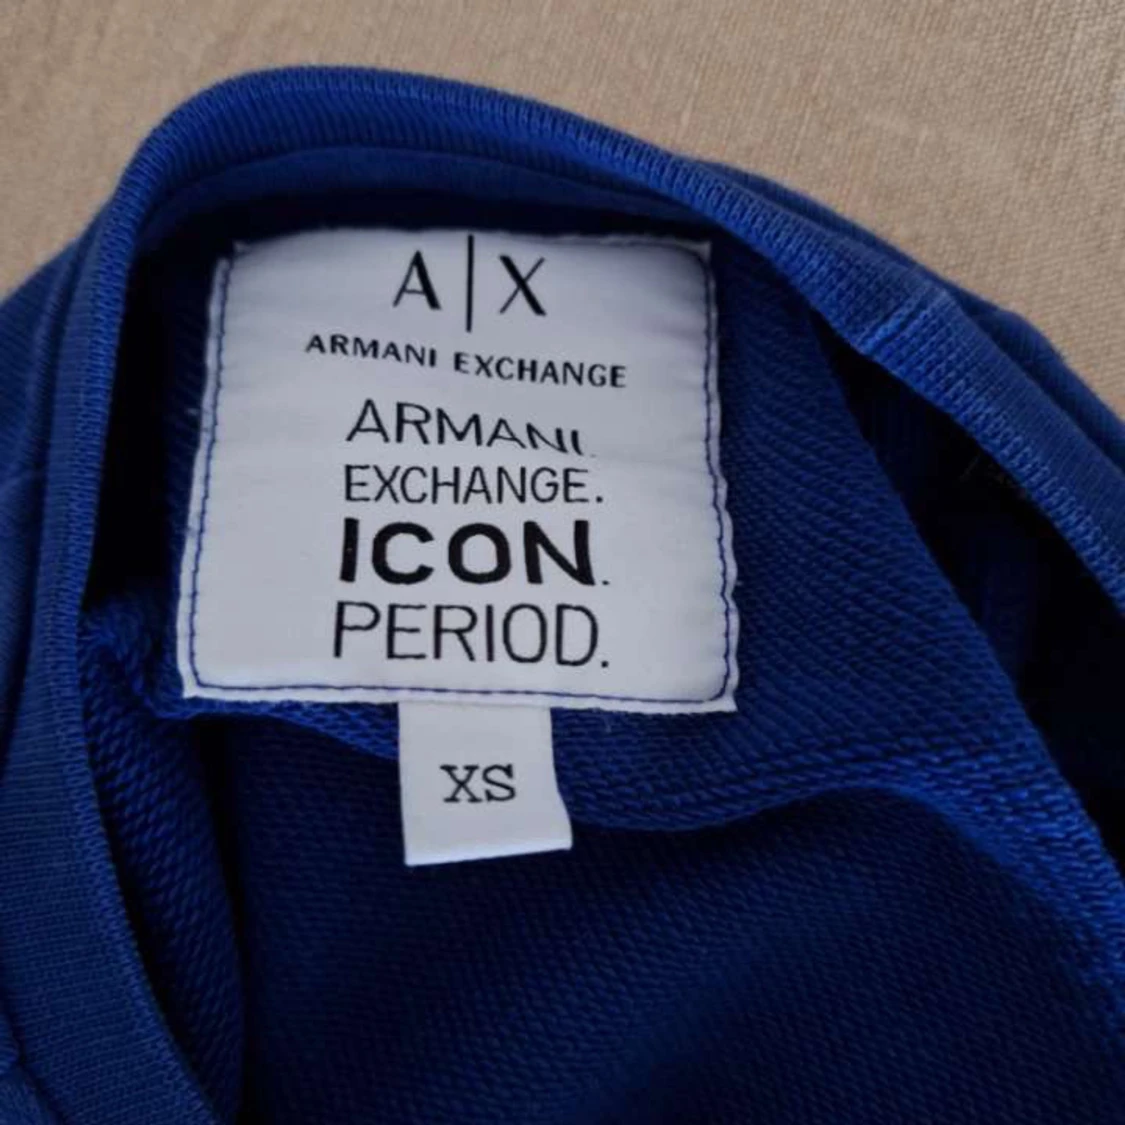 A|X
ARMANI EXCHANGE
ARMANI.
EXCHANGE.
ICON.
PERIOD.
XS